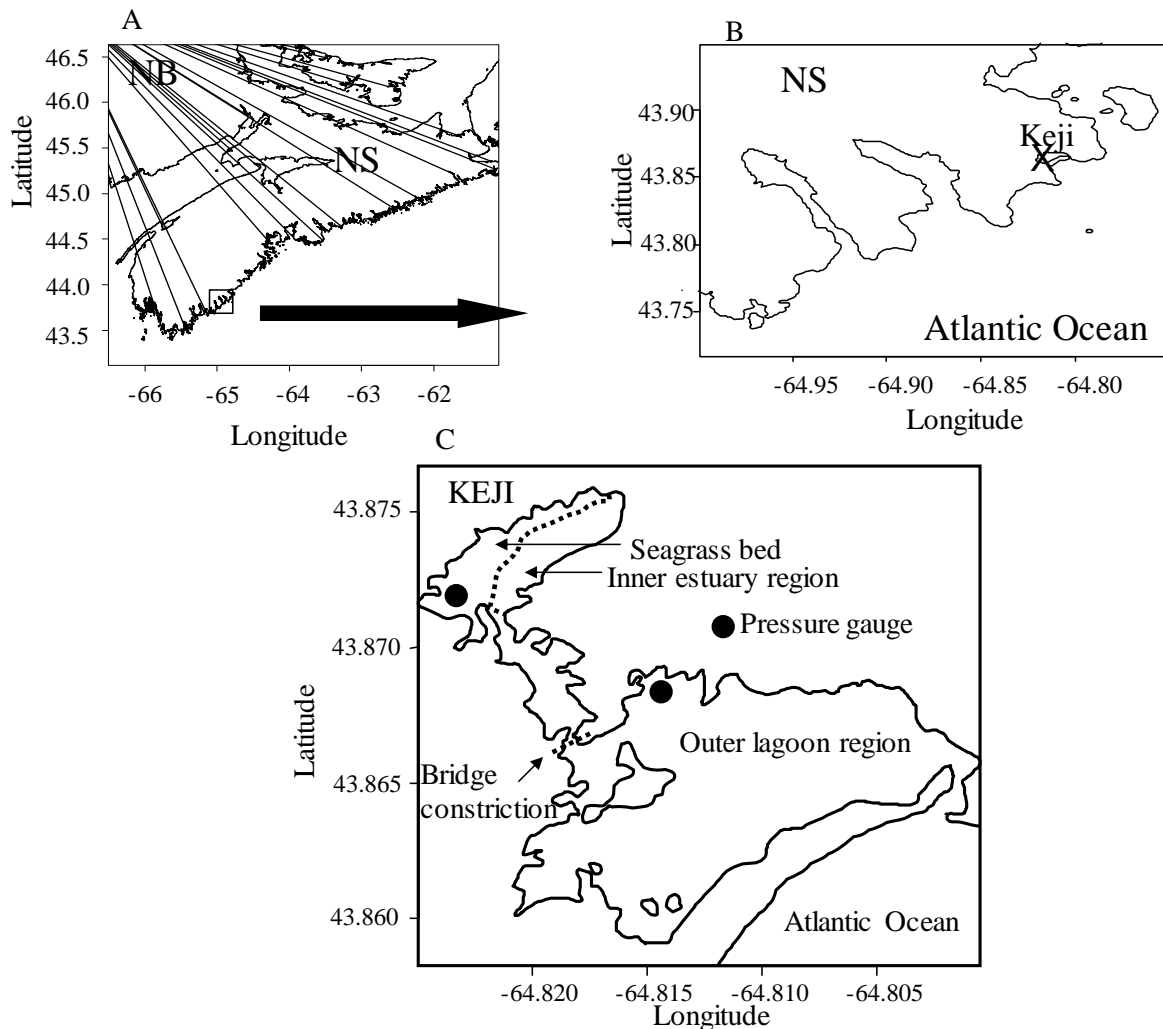 A
46.5
46.0
45.5
45.0
44.5
44.0
43.5
Latitude
NB
NS
-66
-65
-64
-63
-62
Longitude
B
NS
43.90
43.85
43.80
43.75
Latitude
Keji
X
Atlantic Ocean
-64.95
-64.90
-64.85
-64.80
Longitude
C
KEJI
43.875
43.870
43.865
43.860
Latitude
Seagrass bed
Inner estuary region
Pressure gauge
Outer lagoon region
Bridge
constriction
Atlantic Ocean
-64.820
-64.815
-64.810
-64.805
Longitude